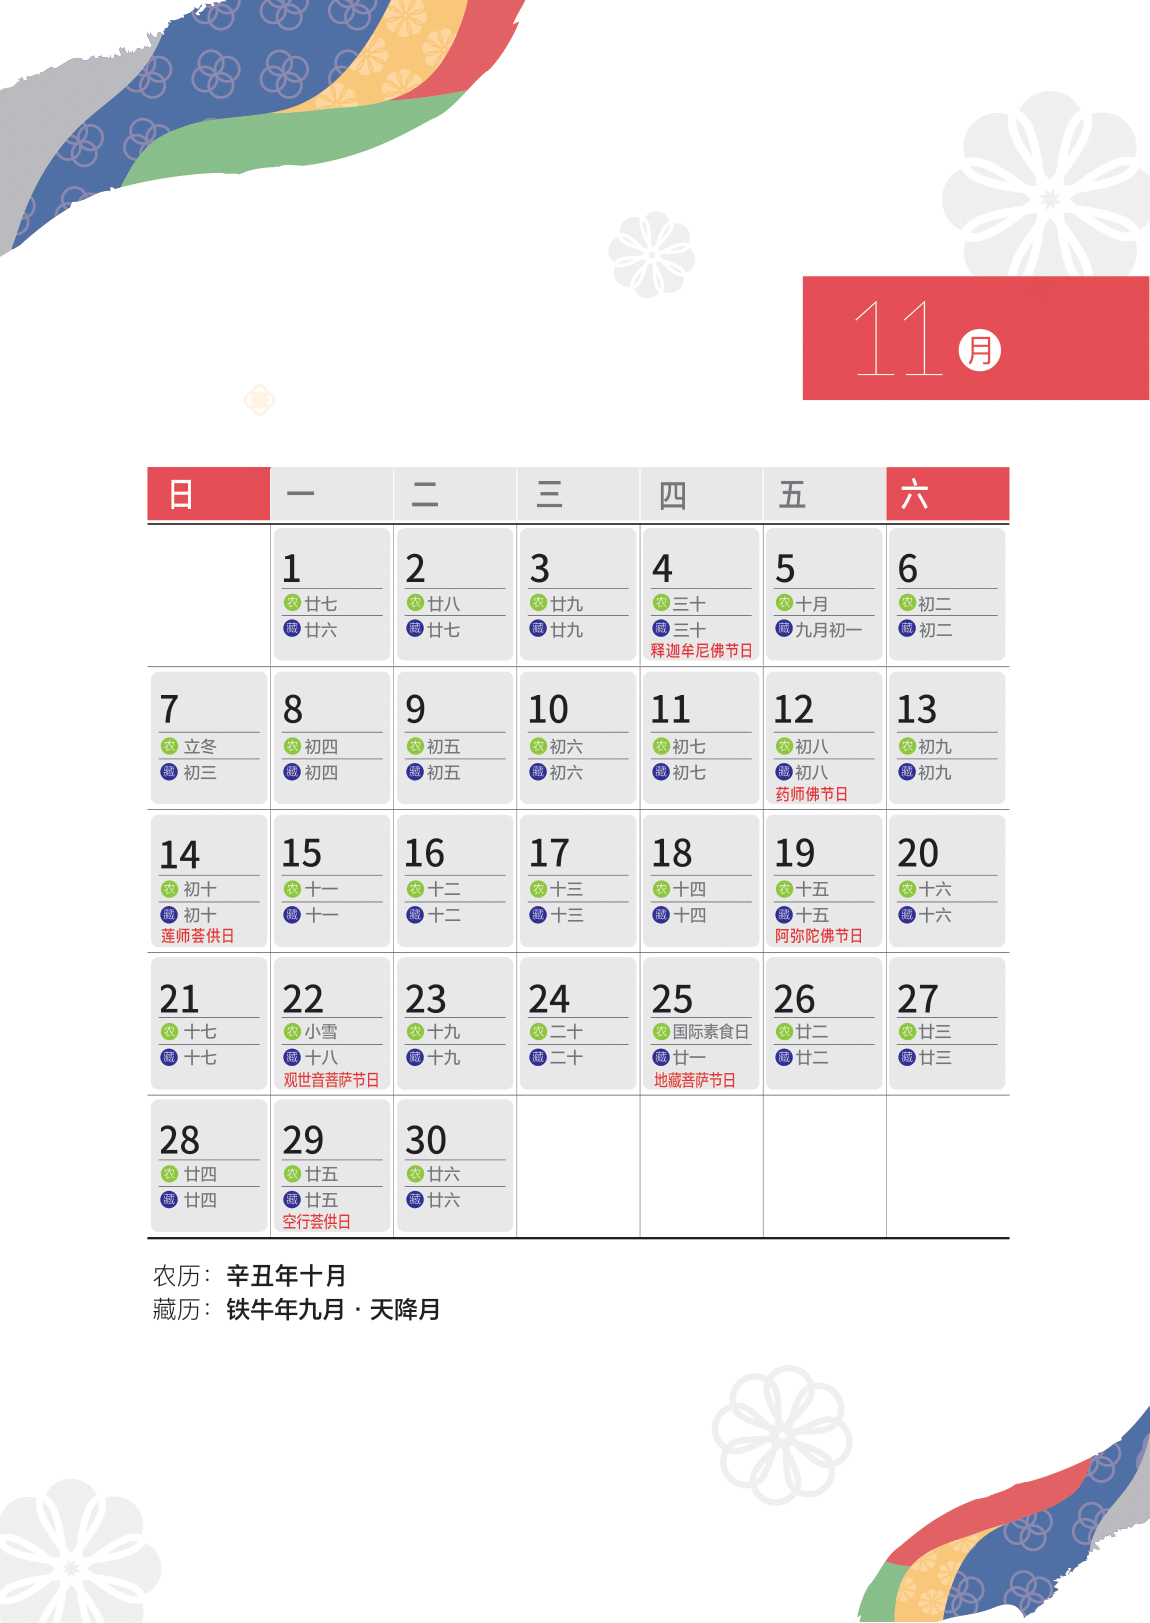 11 月
日 一 二 三 四 五 六
1 2 3 4 5 6
农 廿七 农 廿八 农 廿九 农 三十 农 十月 农 初二
藏 廿六 藏 廿七 藏 廿九 藏 三十 藏 九月初一 藏 初二
释迦牟尼佛节日
7 8 9 10 11 12 13
农 立冬 农 初四 农 初五 农 初六 农 初七 农 初八 农 初九
藏 初三 藏 初四 藏 初五 藏 初六 藏 初七 藏 初八 藏 初九
药师佛节日
14 15 16 17 18 19 20
农 初十 农 十一 农 十二 农 十三 农 十四 农 十五 农 十六
藏 初十 藏 十一 藏 十二 藏 十三 藏 十四 藏 十五 藏 十六
莲师荟供日 阿弥陀佛节日
21 22 23 24 25 26 27
农 十七 农 小雪 农 十九 农 二十 农 国际素食日 农 廿二 农 廿三
藏 十七 藏 十八 藏 十九 藏 二十 藏 廿一 藏 廿二 藏 廿三
观世音菩萨节日 地藏菩萨节日
28 29 30
农 廿四 农 廿五 农 廿六
藏 廿四 藏 廿五 藏 廿六
空行荟供日
农历：辛丑年十月
藏历：铁牛年九月·天降月